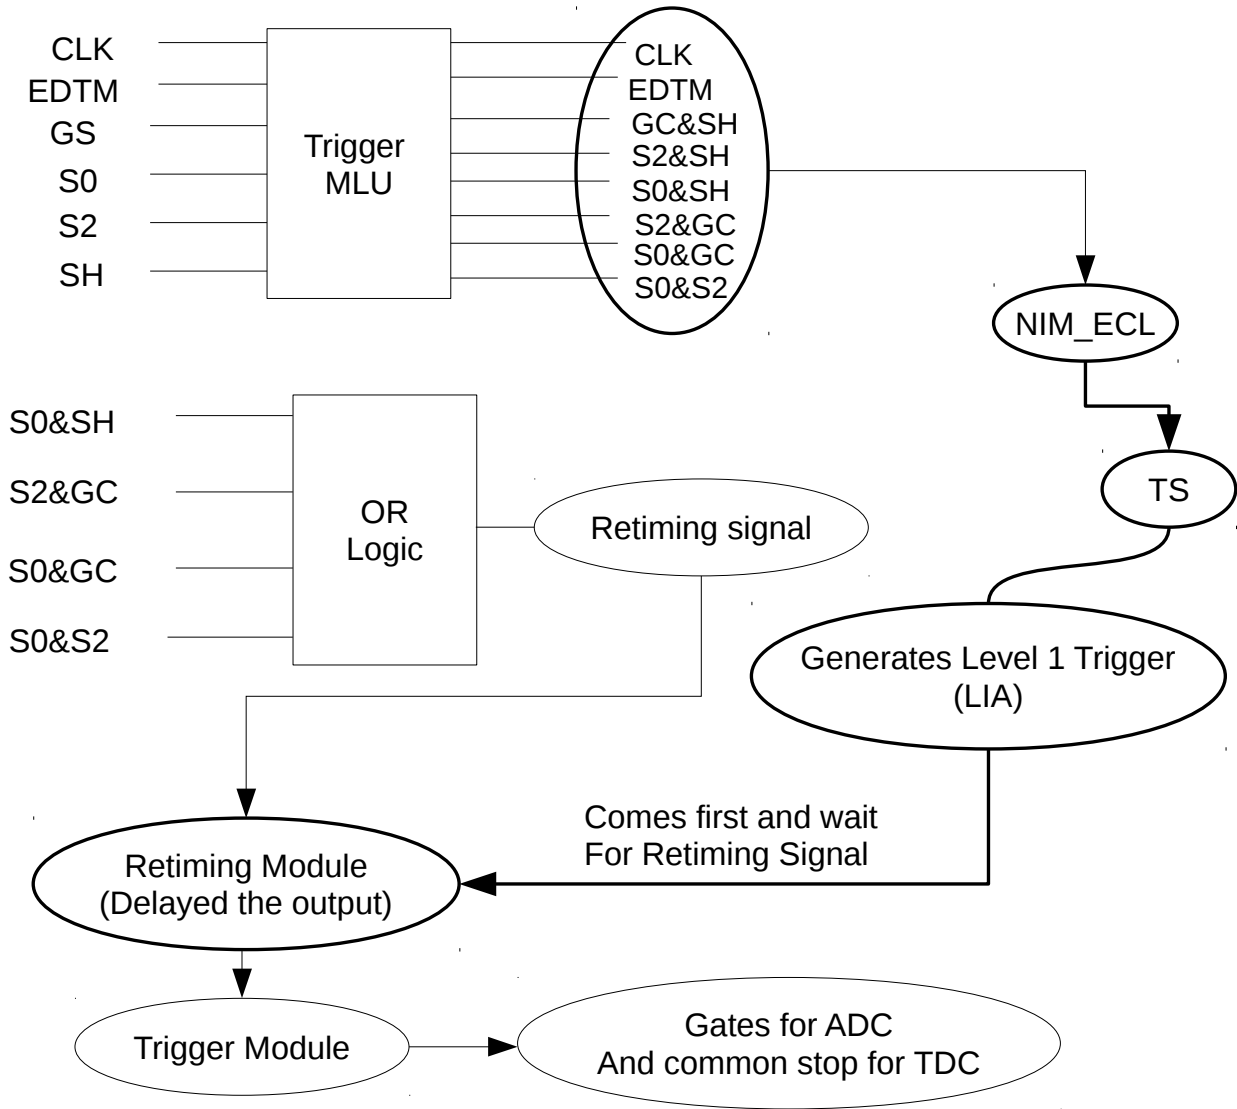 CLK
EDTM
GS
S0
S2
SH
Trigger
MLU
CLK
EDTM
GC&SH
S2&SH
S0&SH
S2&GC
S0&GC
S0&S2
NIM_ECL
TS
S0&SH
S2&GC
S0&GC
S0&S2
OR
Logic
Retiming signal
Generates Level 1 Trigger
(LIA)
Comes first and wait
For Retiming Signal
Retiming Module
(Delayed the output)
Trigger Module
Gates for ADC
And common stop for TDC